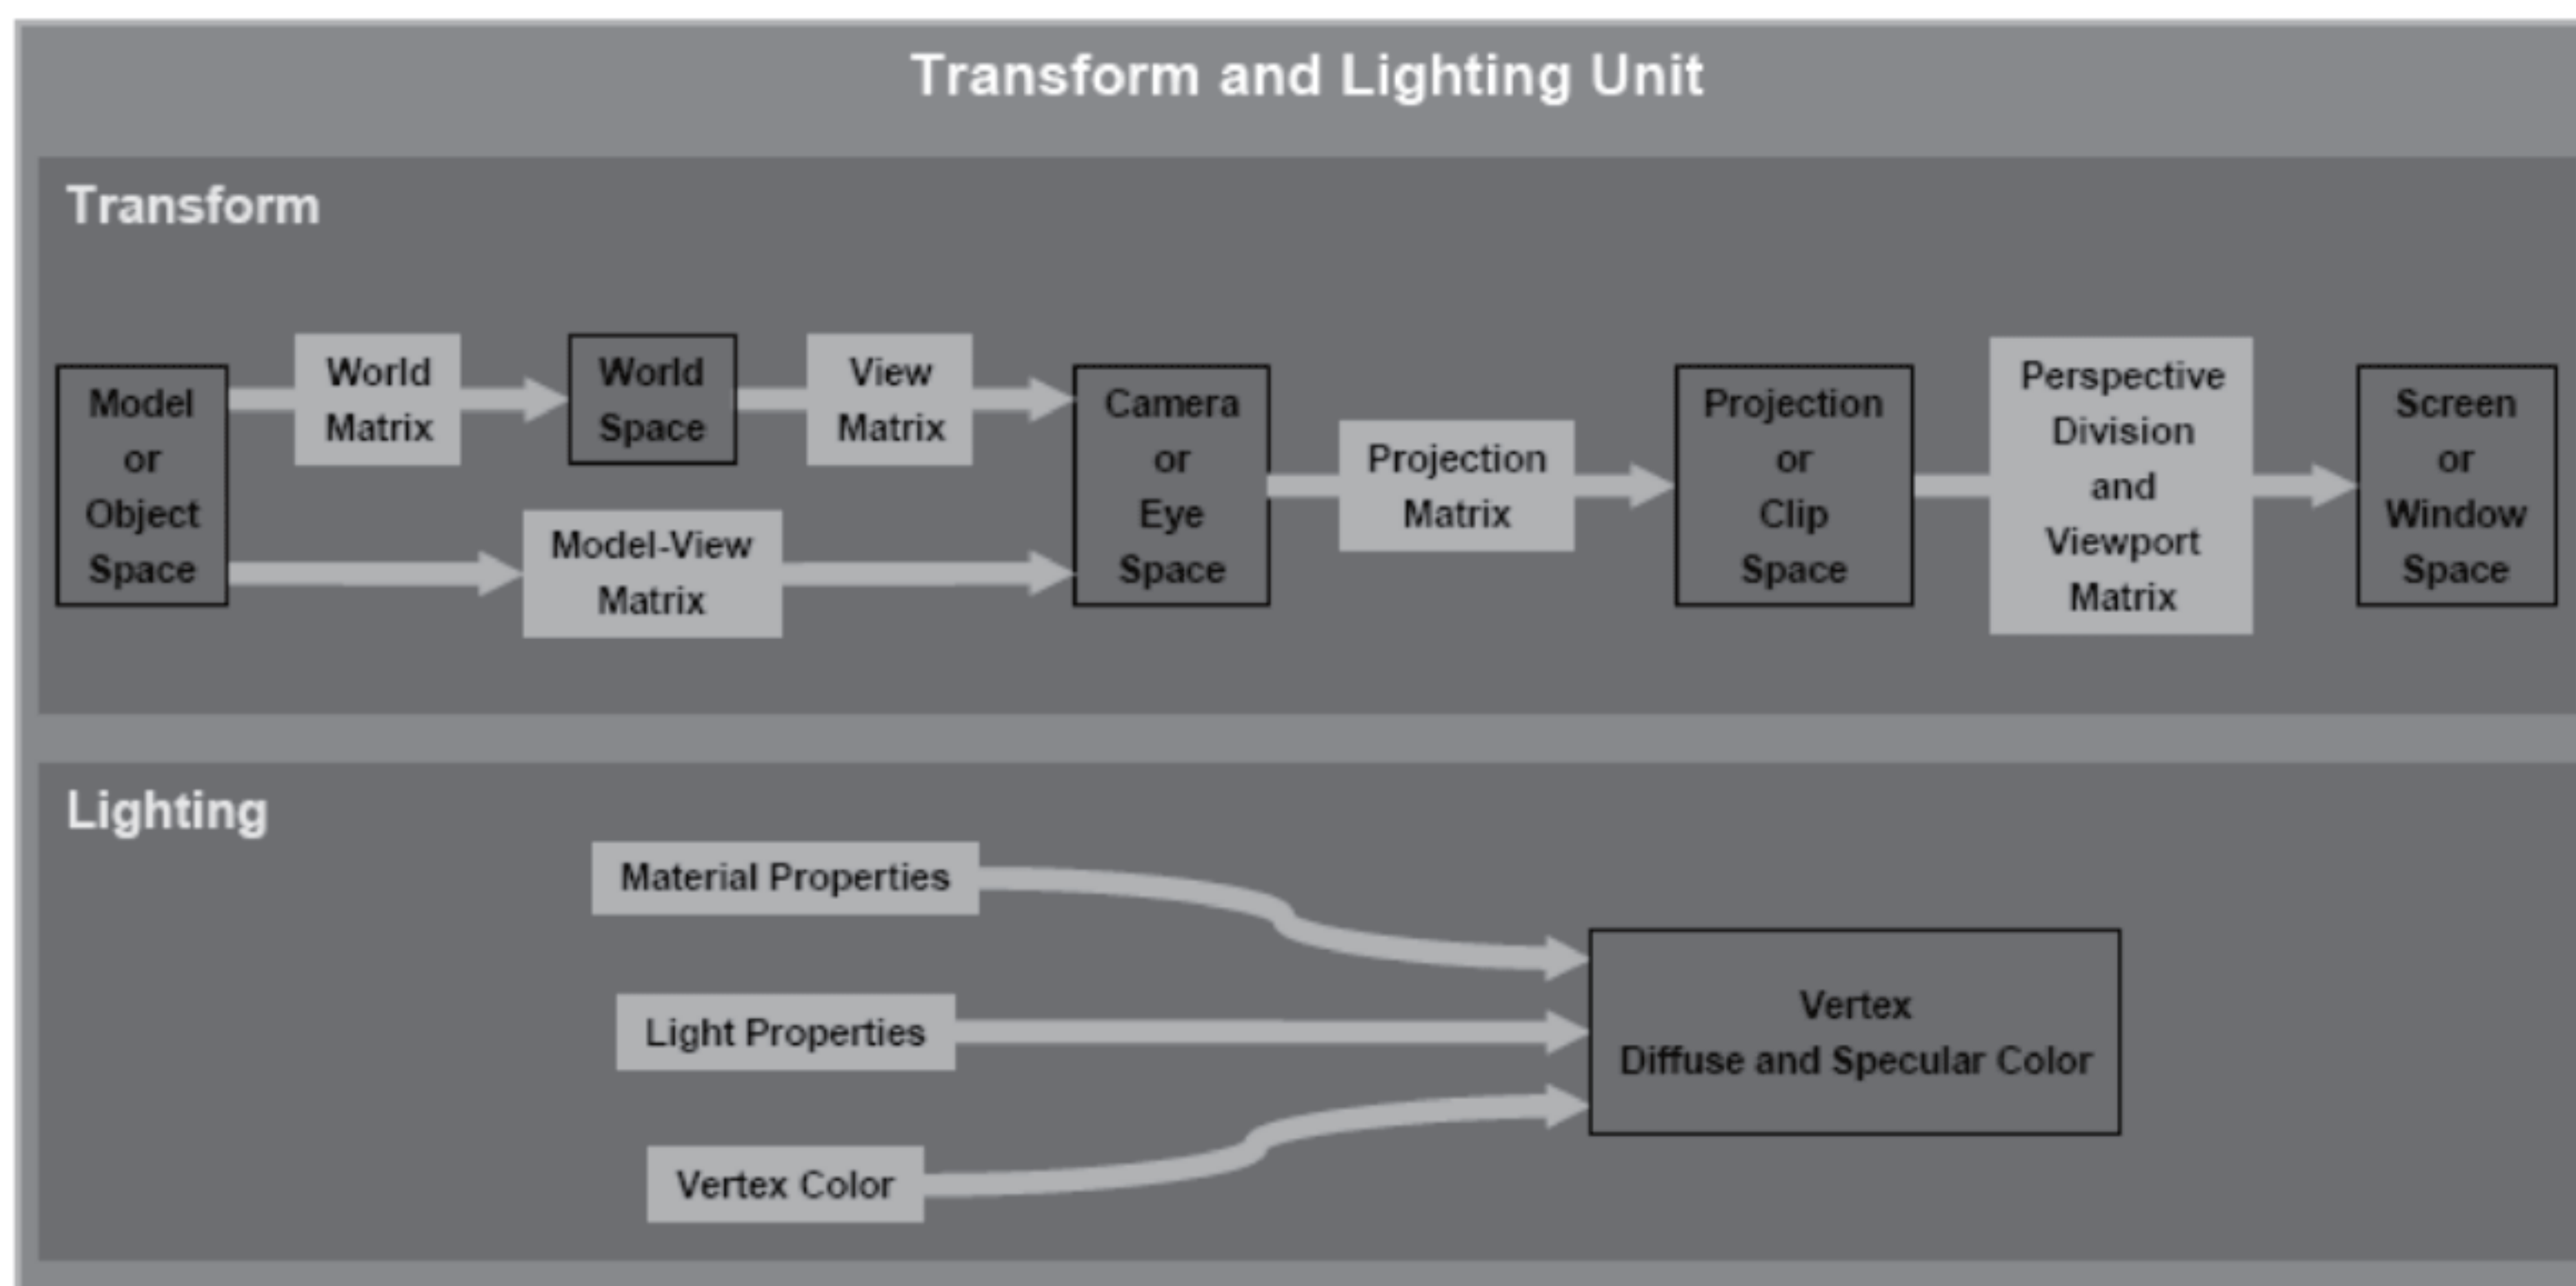 Transform and Lighting Unit
Transform
Model
or
Object
Space
World
Matrix
World
Space
View
Matrix
Model-View
Matrix
Camera
or
Eye
Space
Projection
Matrix
Projection
or
Clip
Space
Perspective
Division
and
Viewport
Matrix
Screen
or
Window
Space
Lighting
Material Properties
Light Properties
Vertex Color
Vertex
Diffuse and Specular Color